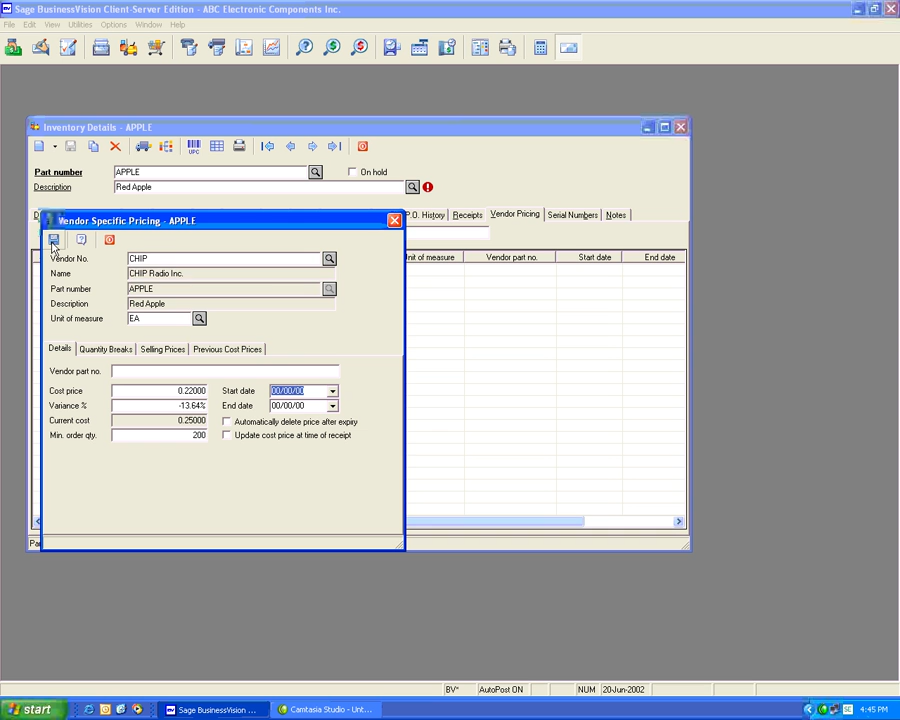 Sage BusinessVision Client-Server Edition - ABC Electronic Components Inc.
File Edit View Utilities Options Window Help
Inventory Details - APPLE
UPC
Part number APPLE On hold
Description Red Apple
P.O. History Receipts Vendor Pricing Serial Numbers Notes
Unit of measure Vendor part no. Start date End date
Vendor Specific Pricing - APPLE
Vendor No. CHIP
Name CHIP Radio Inc.
Part number APPLE
Description Red Apple
Unit of measure EA
Details Quantity Breaks Selling Prices Previous Cost Prices
Vendor part no.
Cost price 0.22000 Start date 00/00/00
Variance % -13.64% End date 00/00/00
Current cost 0.25000 Automatically delete price after expiry
Min. order qty. 200 Update cost price at time of receipt
BV* AutoPost ON NUM 20-Jun-2002
start Sage BusinessVision ... Camtasia Studio - Unt... SE 4:45 PM